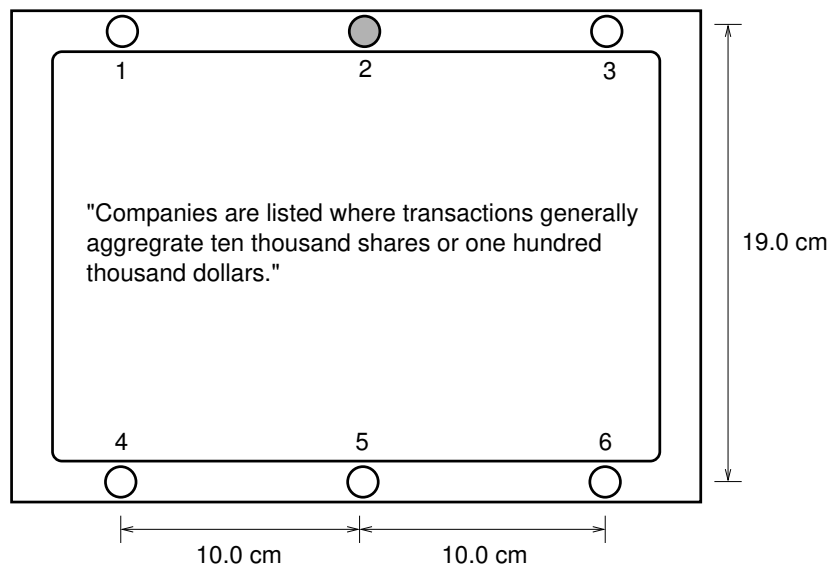 1 2 3
"Companies are listed where transactions generally
aggregrate ten thousand shares or one hundred
thousand dollars."
19.0 cm
4 5 6
10.0 cm 10.0 cm